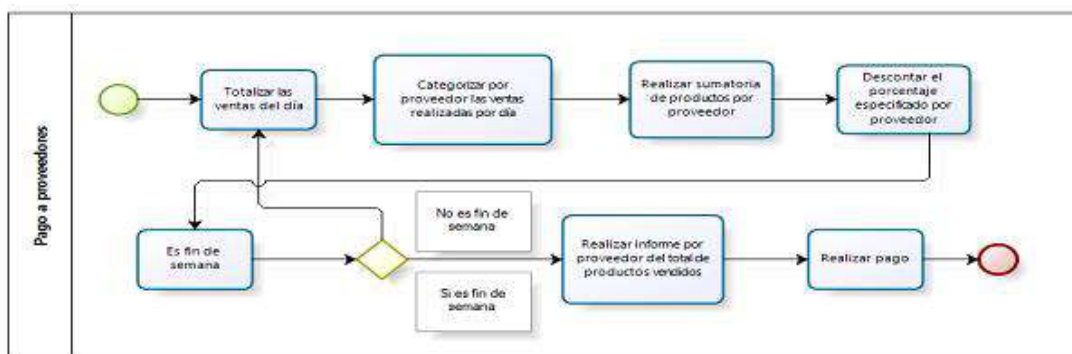 Pago a proveedores
Totalizar las
ventas del día
Categorizar por
proveedor las ventas
realizadas por día
Realizar sumatoria
de productos por
proveedor
Descontar el
porcentaje
especificado por
proveedor
Es fin de
semana
No es fin de
semana
Si es fin de
semana
Realizar informe por
proveedor del total de
productos vendidos
Realizar pago